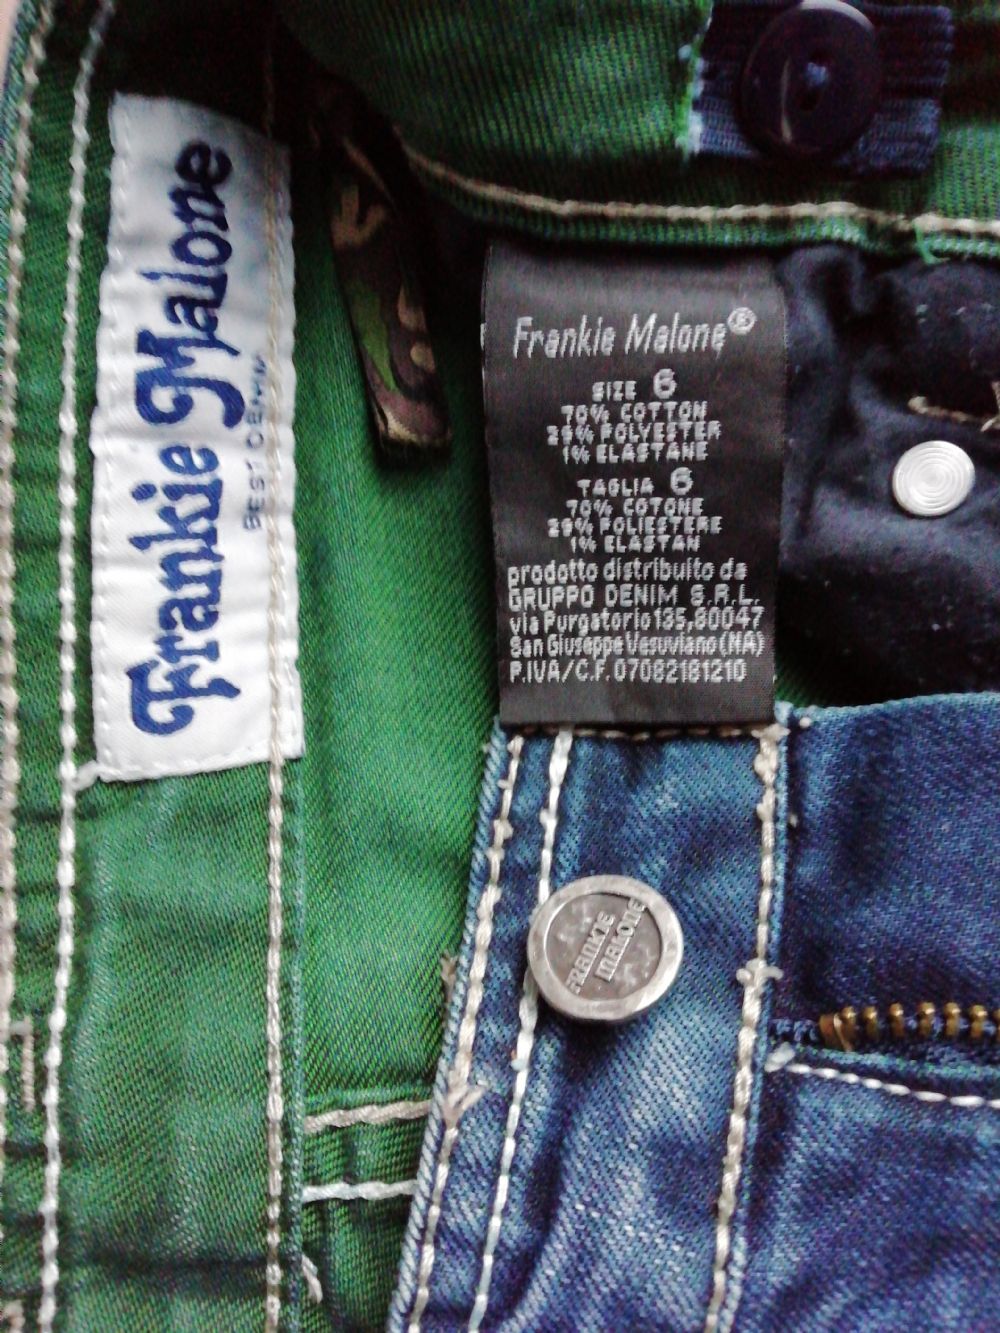 Frankie Malone
BEST DENIM
Frankie Malone®
SIZE 6
70% COTTON
29% POLYESTER
1% ELASTANE
TAGLIA 6
70% COTONE
29% POLIESTERE
1% ELASTAN
prodotto distribuito da
GRUPPO DENIM S.R.L.
via Purgatorio 135, 80047
San Giuseppe Vesuviano (NA)
P.IVA/C.F. 07082181210
FRANKIE
MALONE